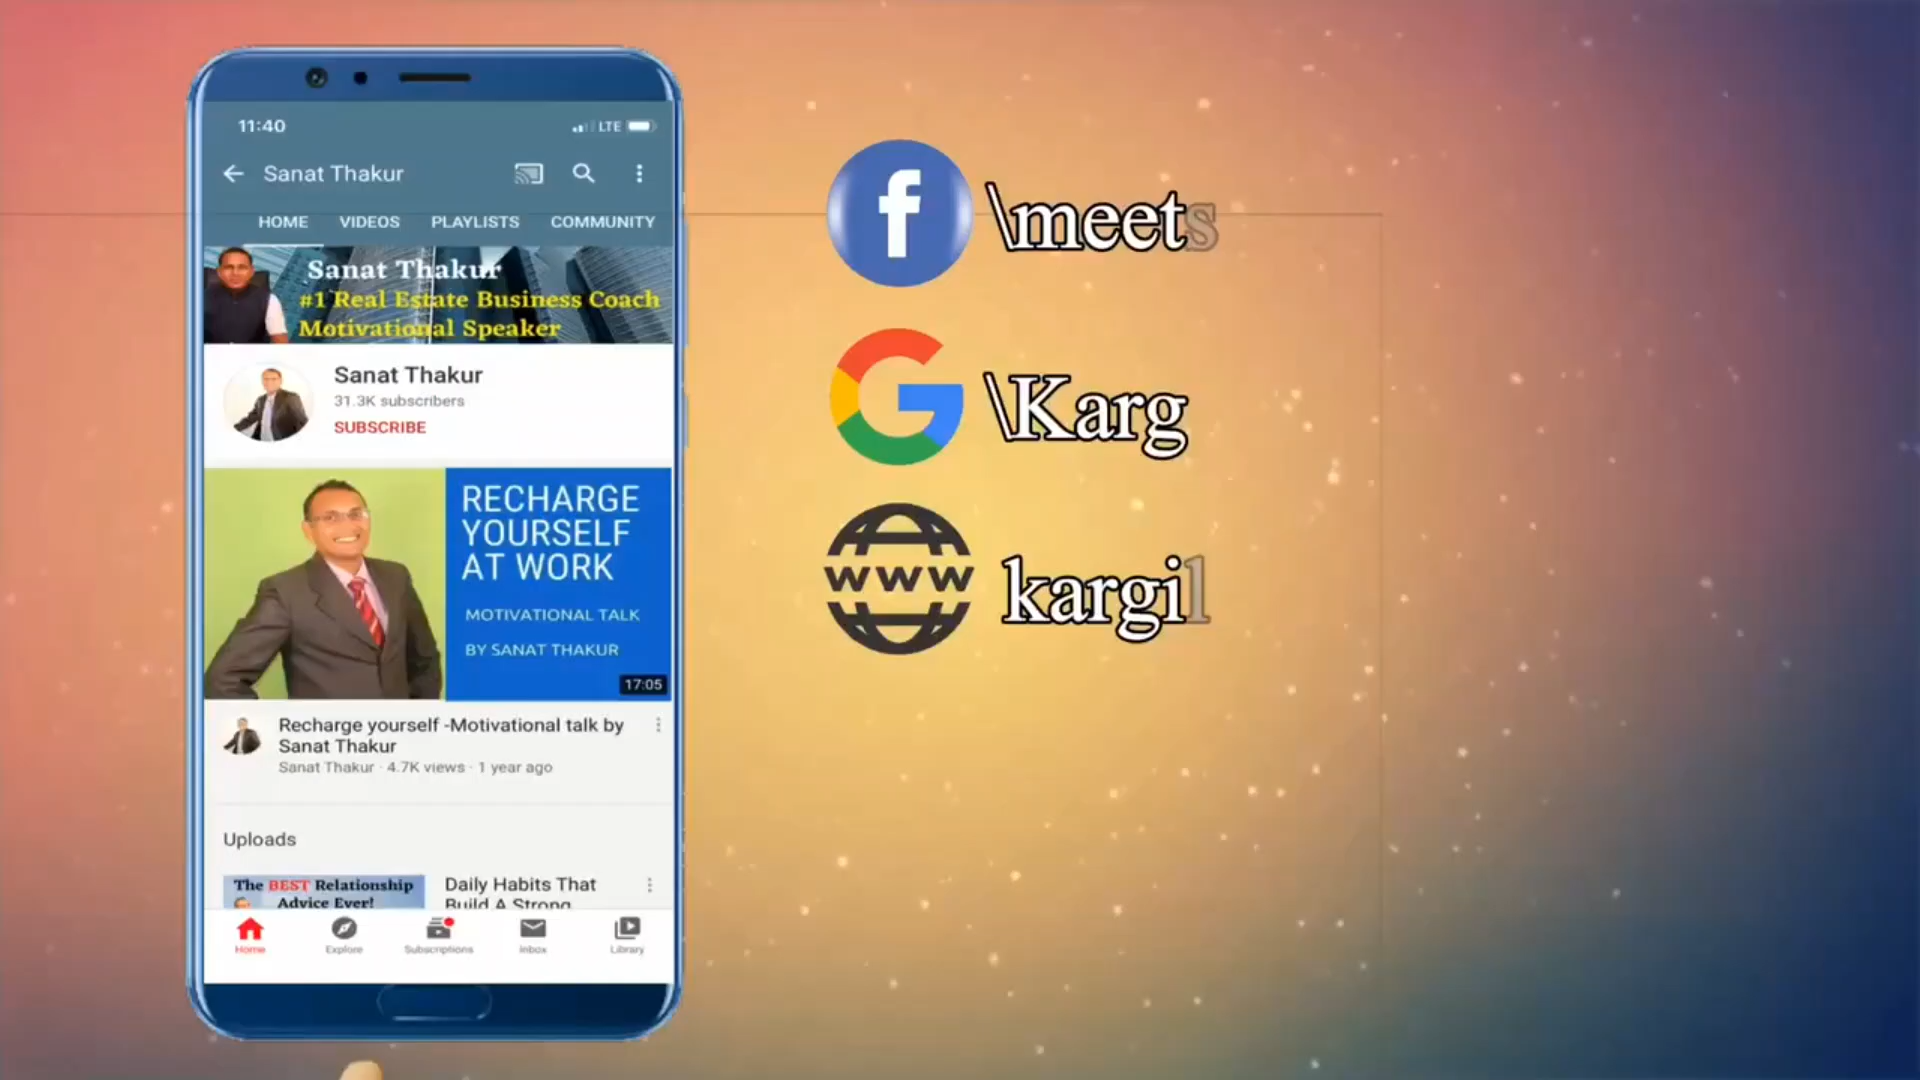 11:40
LTE
Sanat Thakur
HOME VIDEOS PLAYLISTS COMMUNITY
Sanat Thakur
#1 Real Estate Business Coach
Motivational Speaker
Sanat Thakur
31.3K subscribers
SUBSCRIBE
RECHARGE
YOURSELF
AT WORK
MOTIVATIONAL TALK
BY SANAT THAKUR
17:05
Recharge yourself -Motivational talk by
Sanat Thakur
Sanat Thakur · 4.7K views · 1 year ago
Uploads
The BEST Relationship
Advice Ever!
Daily Habits That
Build A Strong
Home Explore Subscriptions Inbox Library
f
\meets
G
\Karg
www
kargil